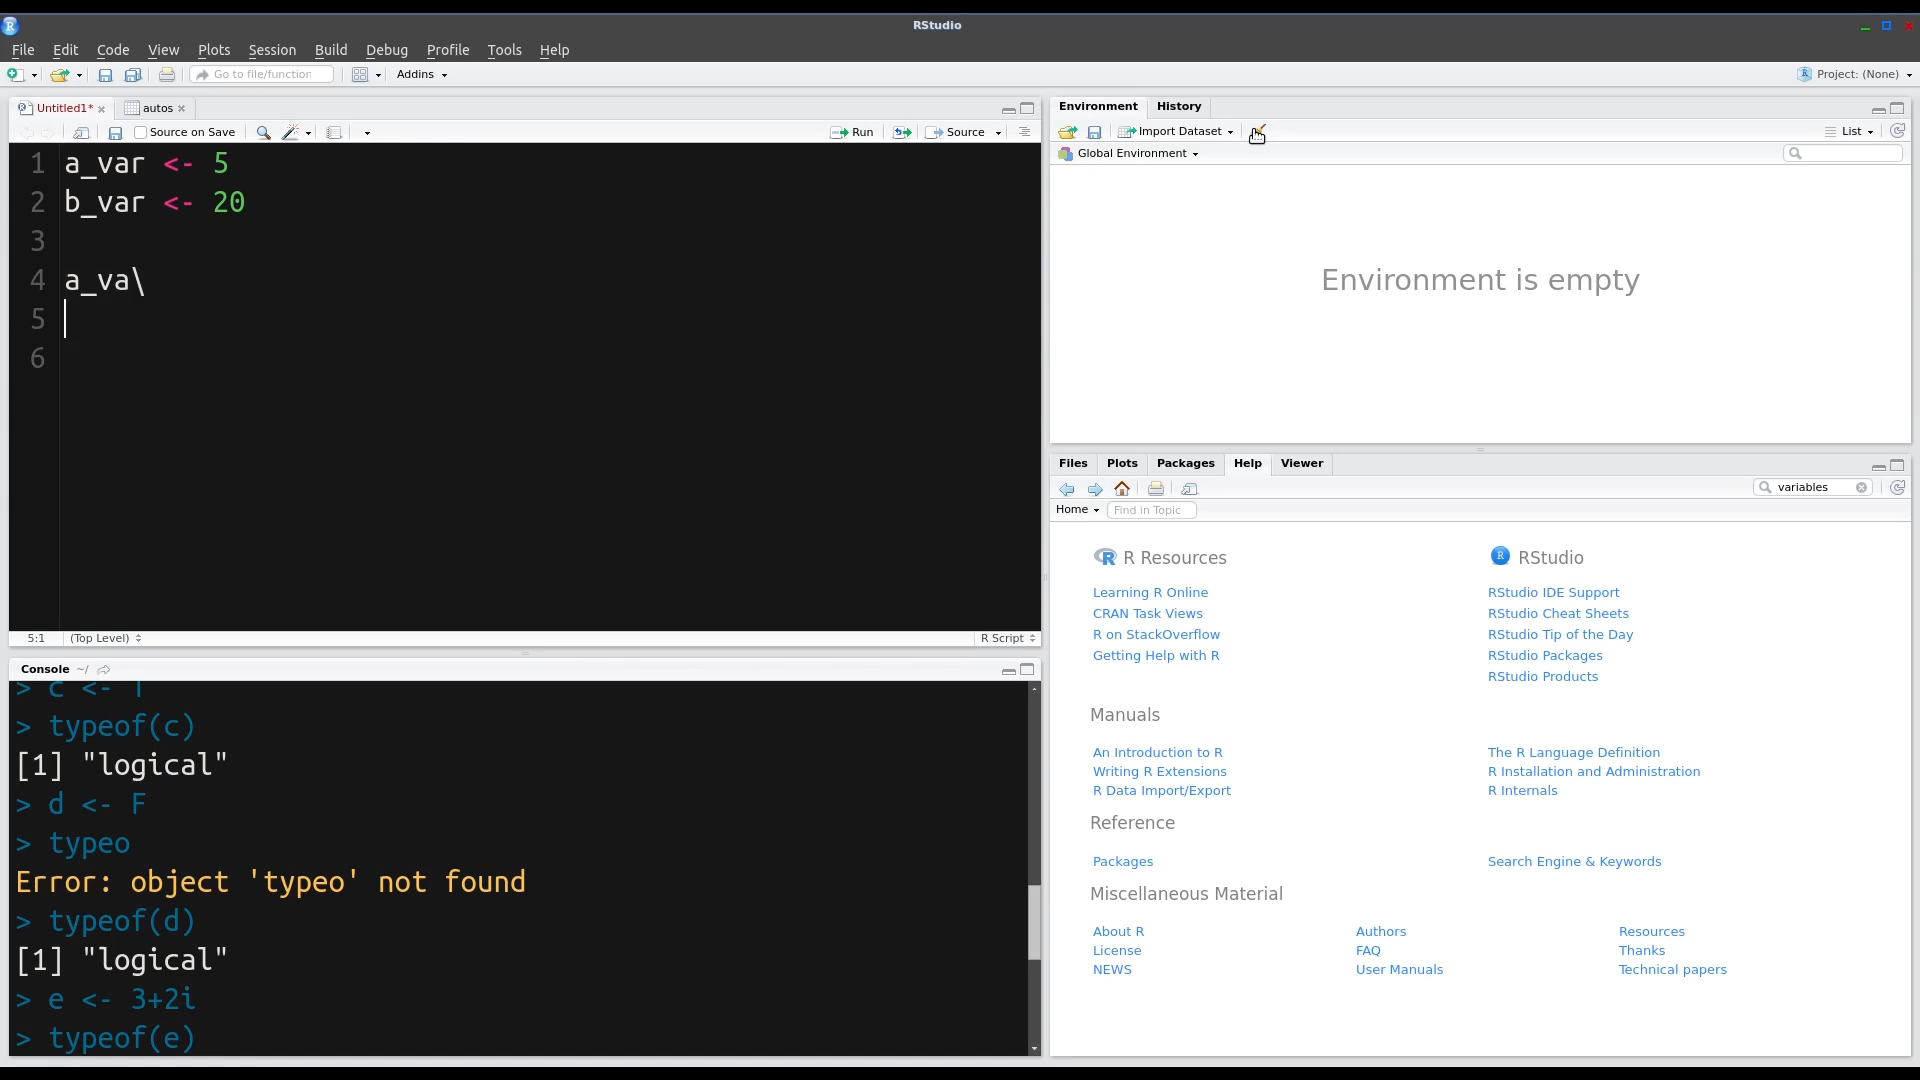 RStudio
File Edit Code View Plots Session Build Debug Profile Tools Help
Go to file/function Addins Project: (None)
Untitled1* autos
Source on Save Run Source
1 a_var <- 5
2 b_var <- 20
3
4 a_va\
5
6
5:1 (Top Level) R Script
Console ~/
> c <- T
> typeof(c)
[1] "logical"
> d <- F
> typeo
Error: object 'typeo' not found
> typeof(d)
[1] "logical"
> e <- 3+2i
> typeof(e)
Environment History
Import Dataset List
Global Environment
Environment is empty
Files Plots Packages Help Viewer
variables
Home Find in Topic
R Resources
Learning R Online
CRAN Task Views
R on StackOverflow
Getting Help with R
R RStudio
RStudio IDE Support
RStudio Cheat Sheets
RStudio Tip of the Day
RStudio Packages
RStudio Products
Manuals
An Introduction to R The R Language Definition
Writing R Extensions R Installation and Administration
R Data Import/Export R Internals
Reference
Packages Search Engine & Keywords
Miscellaneous Material
About R Authors Resources
License FAQ Thanks
NEWS User Manuals Technical papers